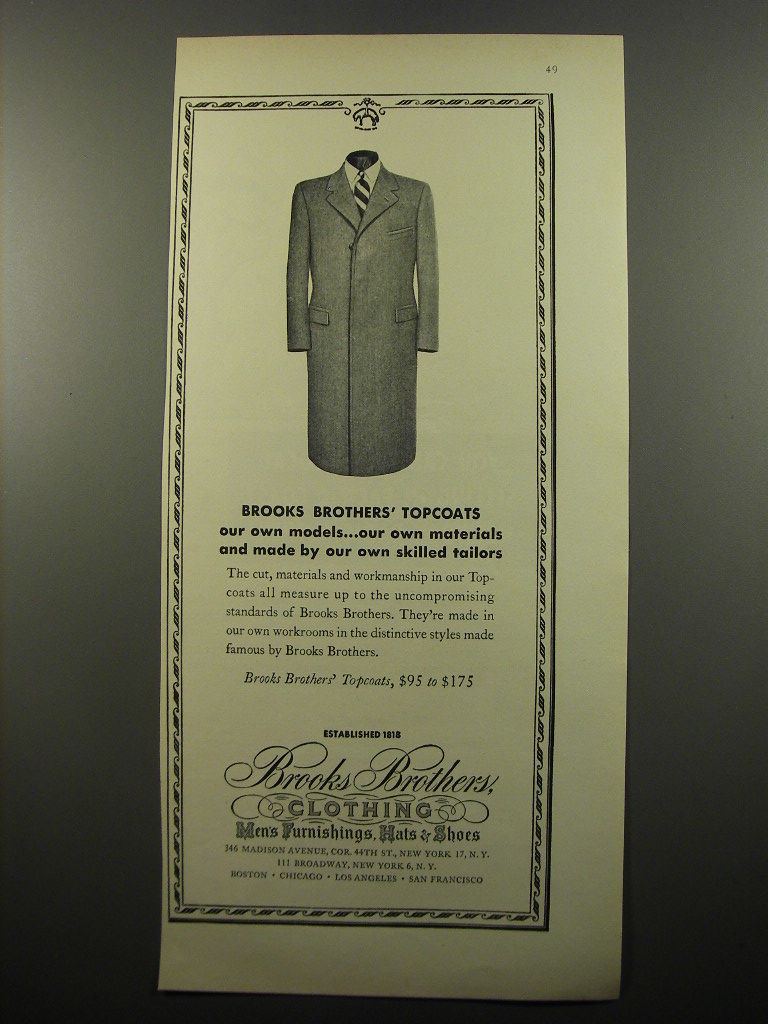 49
BROOKS BROTHERS' TOPCOATS
our own models...our own materials
and made by our own skilled tailors
The cut, materials and workmanship in our Top-
coats all measure up to the uncompromising
standards of Brooks Brothers. They're made in
our own workrooms in the distinctive styles made
famous by Brooks Brothers.
Brooks Brothers' Topcoats, $95 to $175
ESTABLISHED 1818
Brooks Brothers,
CLOTHING
Men's Furnishings, Hats & Shoes
346 MADISON AVENUE, COR. 44TH ST., NEW YORK 17, N. Y.
111 BROADWAY, NEW YORK 6, N. Y.
BOSTON • CHICAGO • LOS ANGELES • SAN FRANCISCO